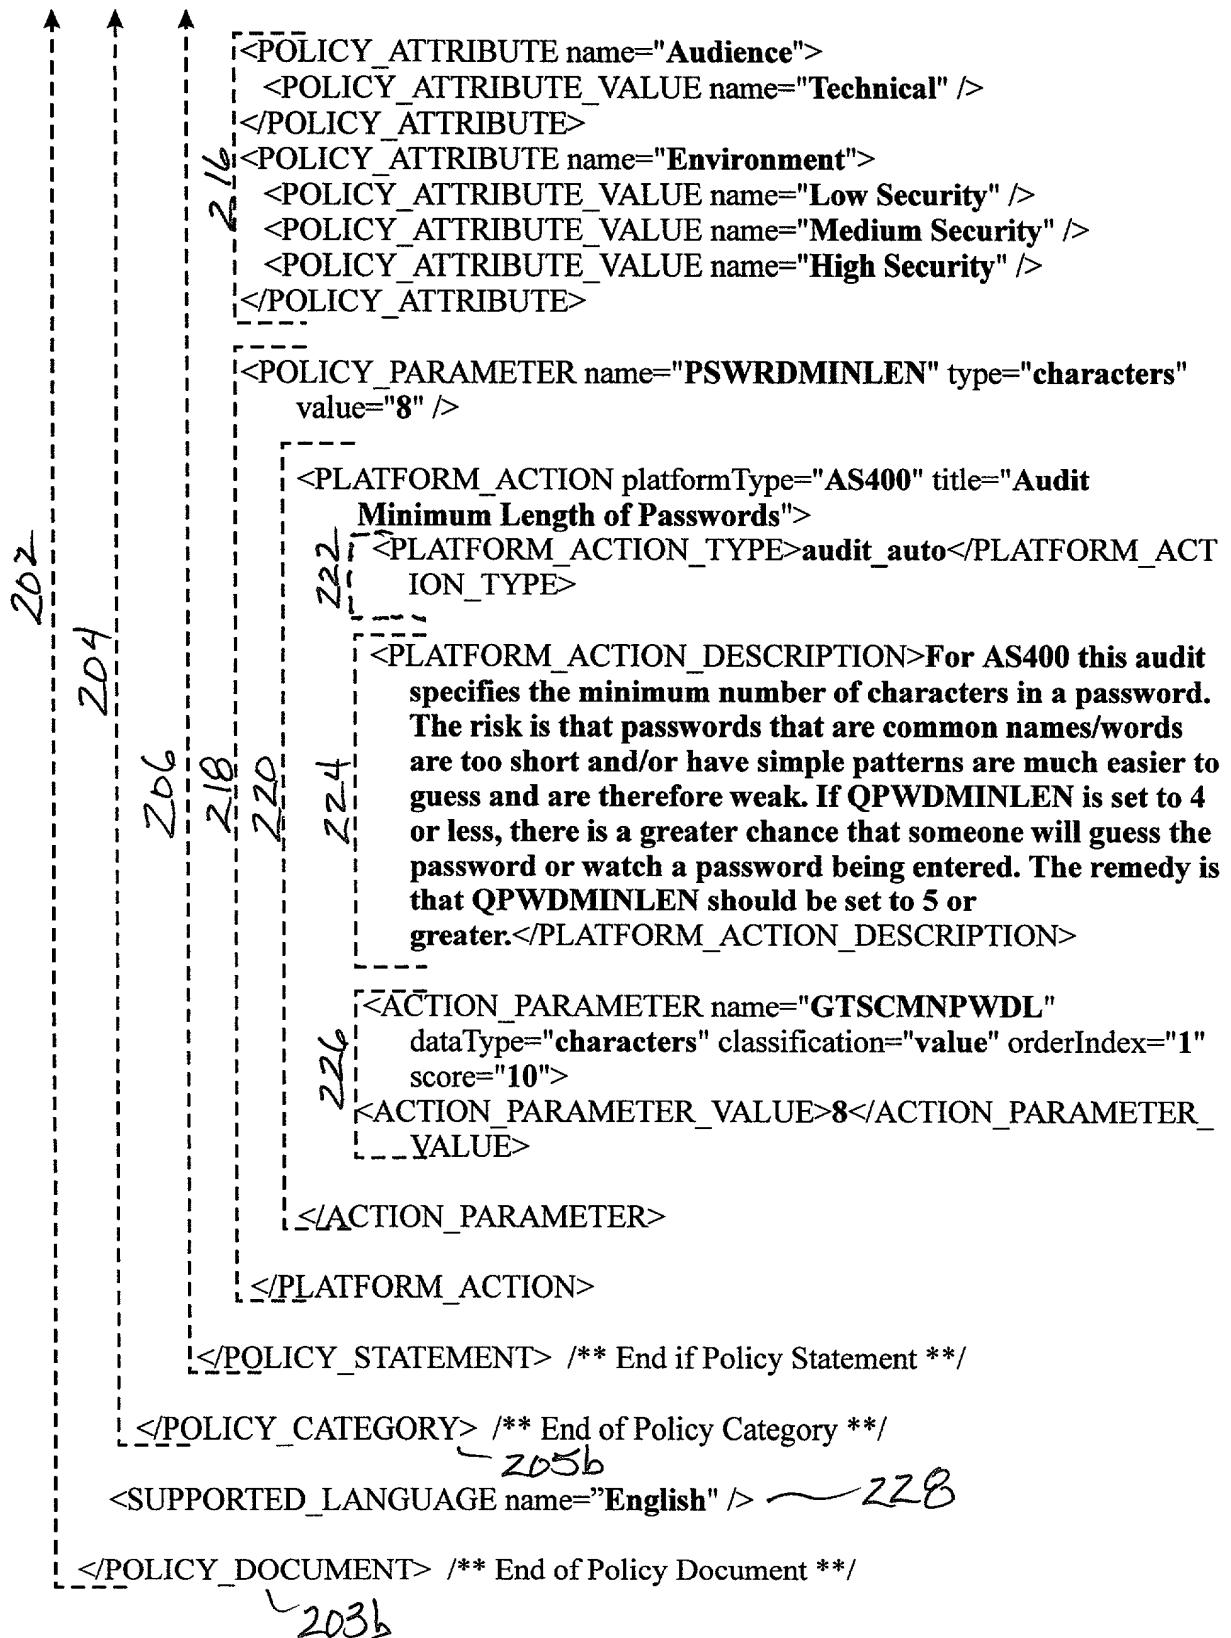 <POLICY_ATTRIBUTE name="Audience">
<POLICY_ATTRIBUTE_VALUE name="Technical" />
</POLICY_ATTRIBUTE>
<POLICY_ATTRIBUTE name="Environment">
<POLICY_ATTRIBUTE_VALUE name="Low Security" />
<POLICY_ATTRIBUTE_VALUE name="Medium Security" />
<POLICY_ATTRIBUTE_VALUE name="High Security" />
</POLICY_ATTRIBUTE>
216
<POLICY_PARAMETER name="PSWRDMINLEN" type="characters"
value="8" />
<PLATFORM_ACTION platformType="AS400" title="Audit
Minimum Length of Passwords">
<PLATFORM_ACTION_TYPE>audit_auto</PLATFORM_ACT
ION_TYPE>
222
202
204
206
218
220
224
<PLATFORM_ACTION_DESCRIPTION>For AS400 this audit
specifies the minimum number of characters in a password.
The risk is that passwords that are common names/words
are too short and/or have simple patterns are much easier to
guess and are therefore weak. If QPWDMINLEN is set to 4
or less, there is a greater chance that someone will guess the
password or watch a password being entered. The remedy is
that QPWDMINLEN should be set to 5 or
greater.</PLATFORM_ACTION_DESCRIPTION>
226
<ACTION_PARAMETER name="GTSCMNPWDL"
dataType="characters" classification="value" orderIndex="1"
score="10">
<ACTION_PARAMETER_VALUE>8</ACTION_PARAMETER_
VALUE>
</ACTION_PARAMETER>
</PLATFORM_ACTION>
</POLICY_STATEMENT> /** End if Policy Statement **/
</POLICY_CATEGORY> /** End of Policy Category **/
205b
<SUPPORTED_LANGUAGE name=”English" /> 228
</POLICY_DOCUMENT> /** End of Policy Document **/
203b